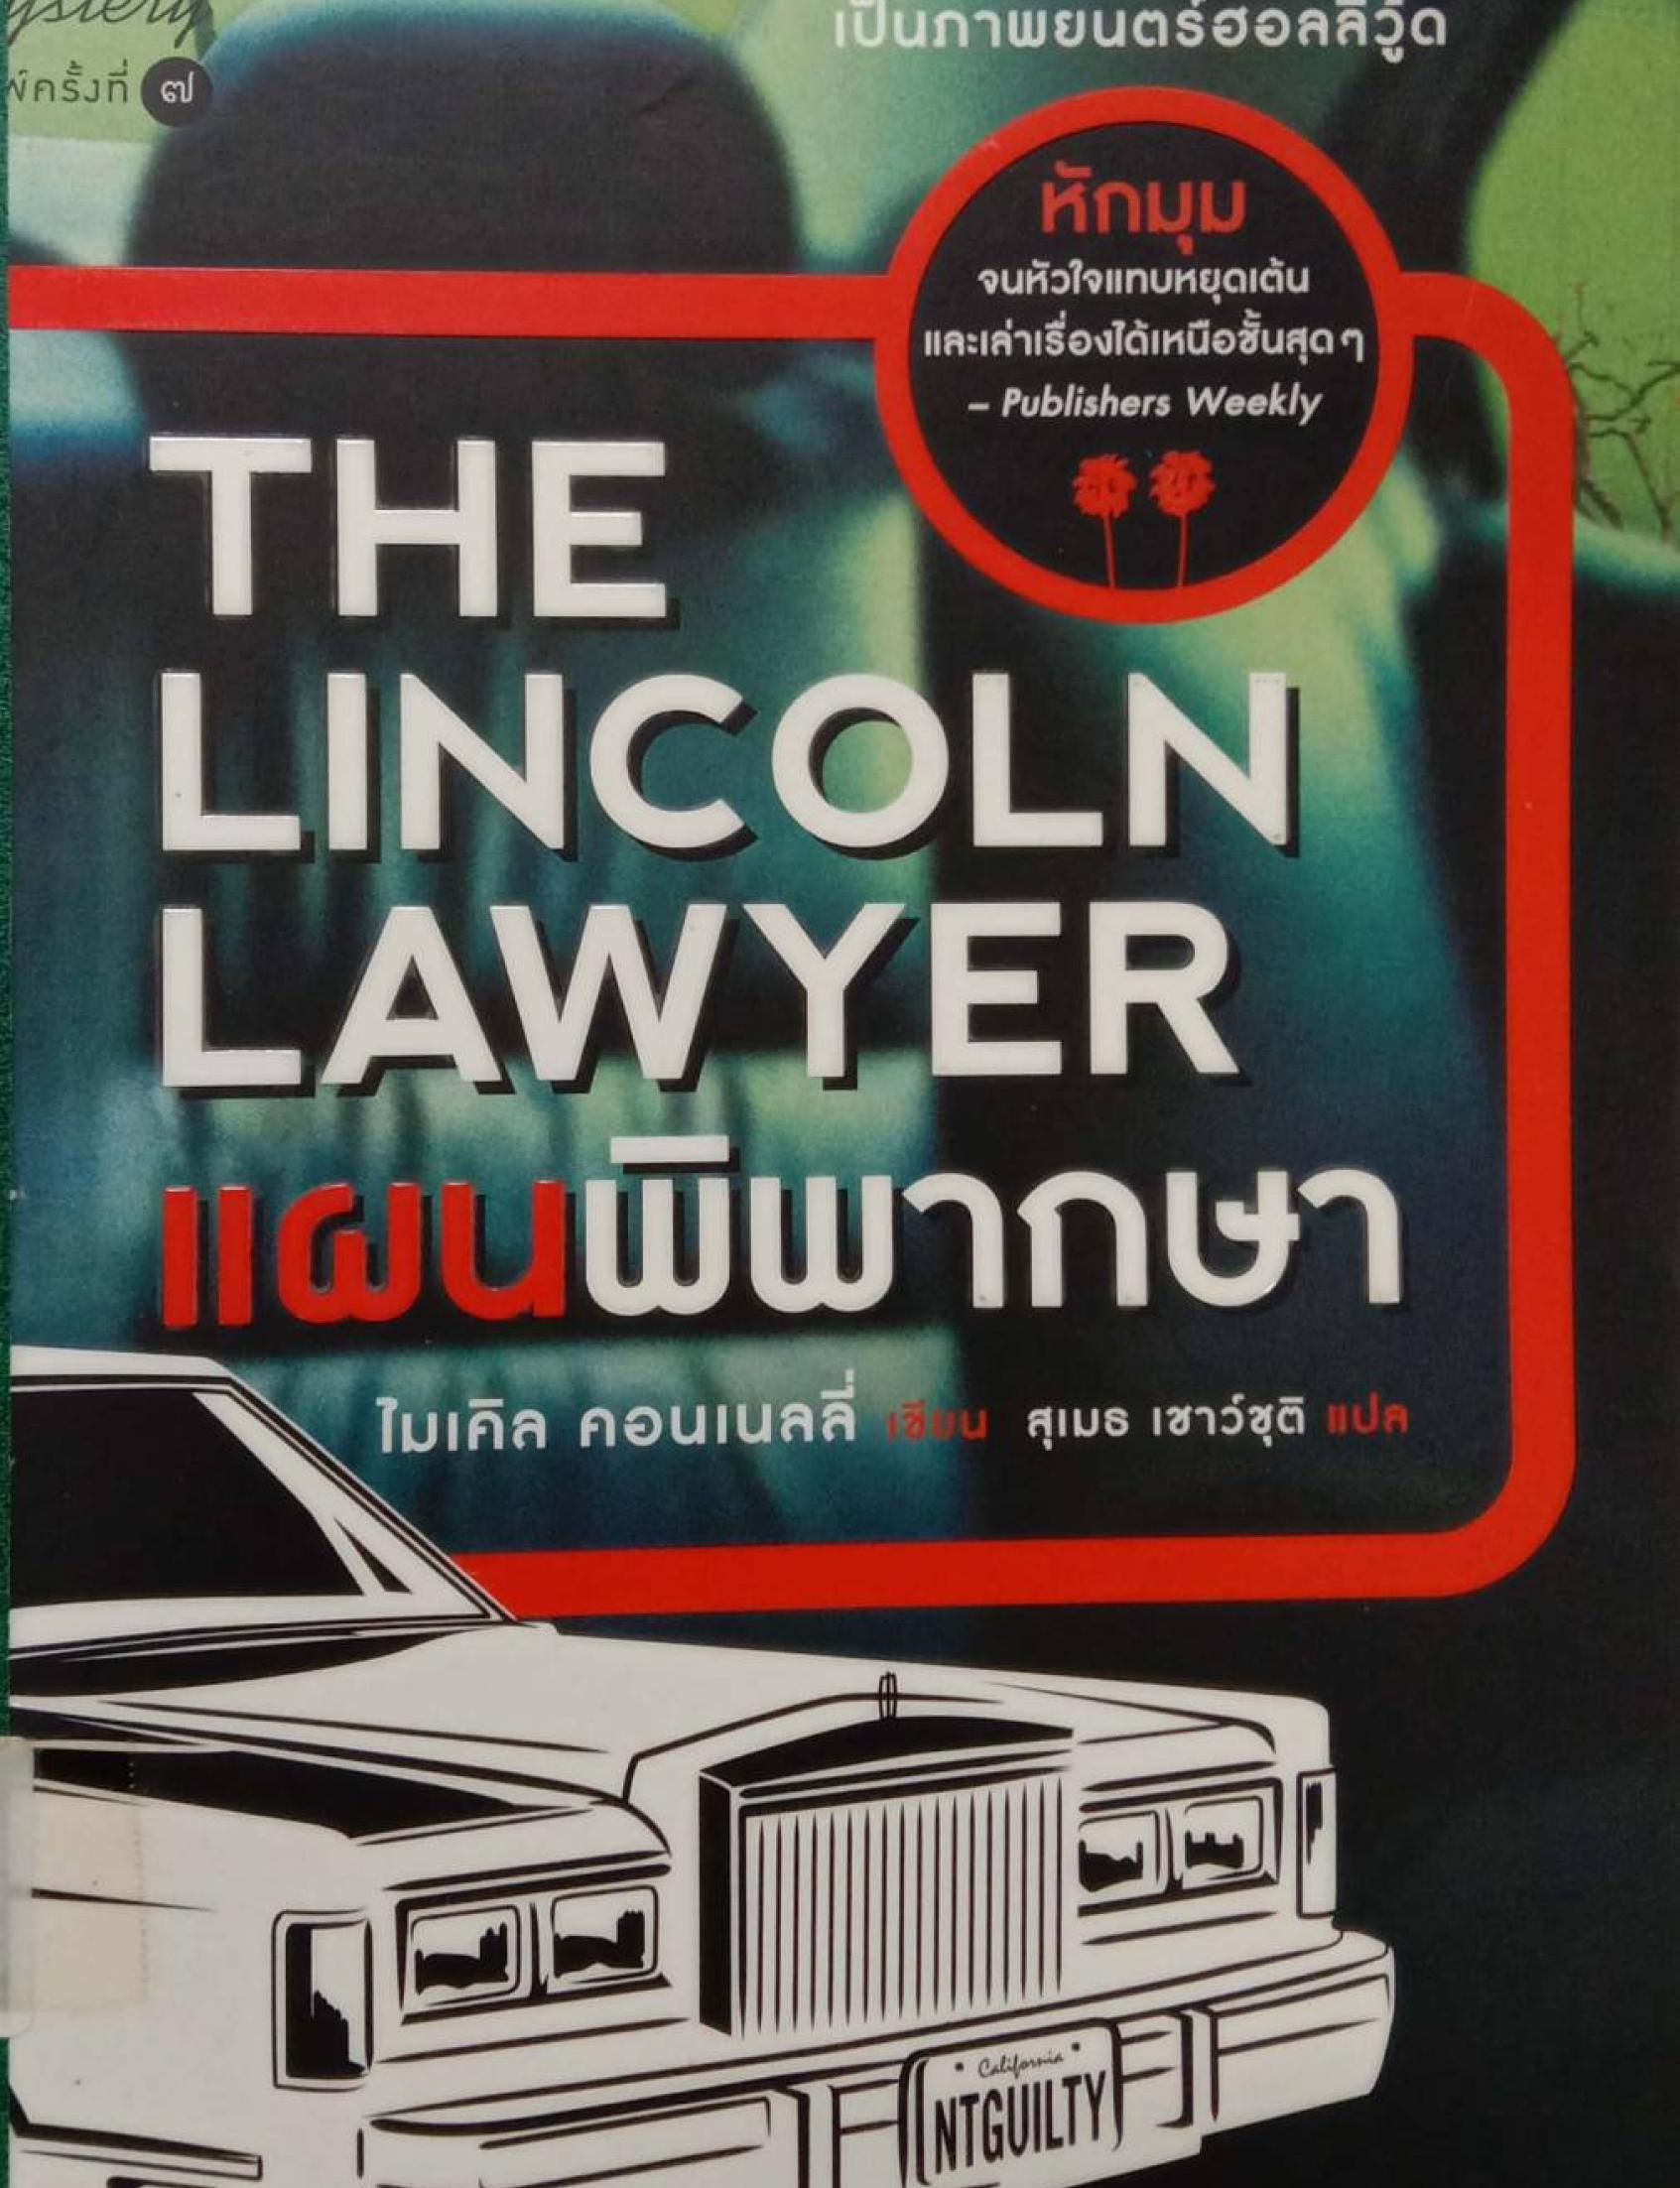 เป็นภาพยนตร์ฮอลลีวู้ด
ครั้งที่ ๗
หักมุม
จนหัวใจแทบหยุดเต้น
และเล่าเรื่องได้เหนือชั้นสุดๆ
– Publishers Weekly
THE
LINCOLN
LAWYER
แผนพิพากษา
ไมเคิล คอนเนลลี่ เขียน สุเมธ เชาว์ชุติ แปล
California
NTGUILTY